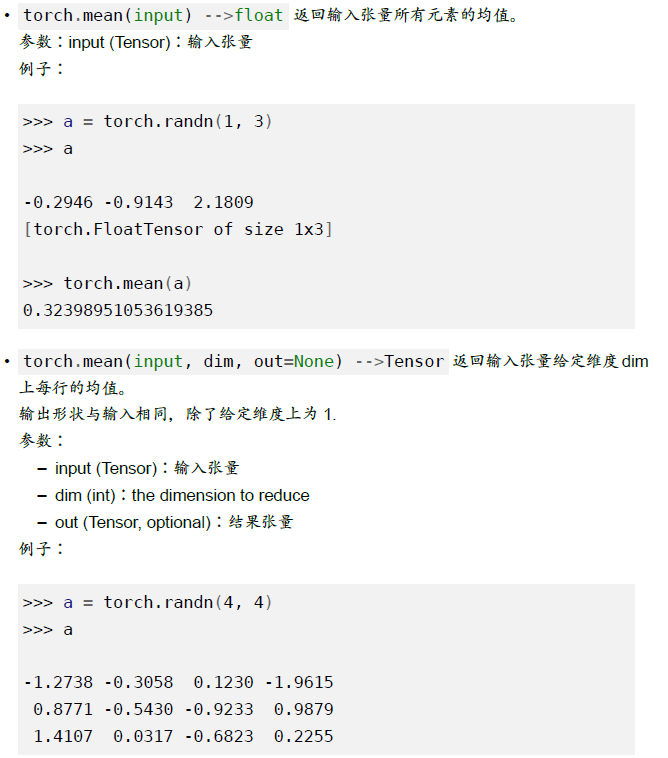 • torch.mean(input) -->float 返回输入张量所有元素的均值。
参数：input (Tensor)：输入张量
例子：
>>> a = torch.randn(1, 3)
>>> a
-0.2946 -0.9143  2.1809
[torch.FloatTensor of size 1x3]
>>> torch.mean(a)
0.32398951053619385
• torch.mean(input, dim, out=None) -->Tensor 返回输入张量给定维度 dim
上每行的均值。
输出形状与输入相同，除了给定维度上为 1.
参数：
– input (Tensor)：输入张量
– dim (int)：the dimension to reduce
– out (Tensor, optional)：结果张量
例子：
>>> a = torch.randn(4, 4)
>>> a
-1.2738 -0.3058  0.1230 -1.9615
 0.8771 -0.5430 -0.9233  0.9879
 1.4107  0.0317 -0.6823  0.2255